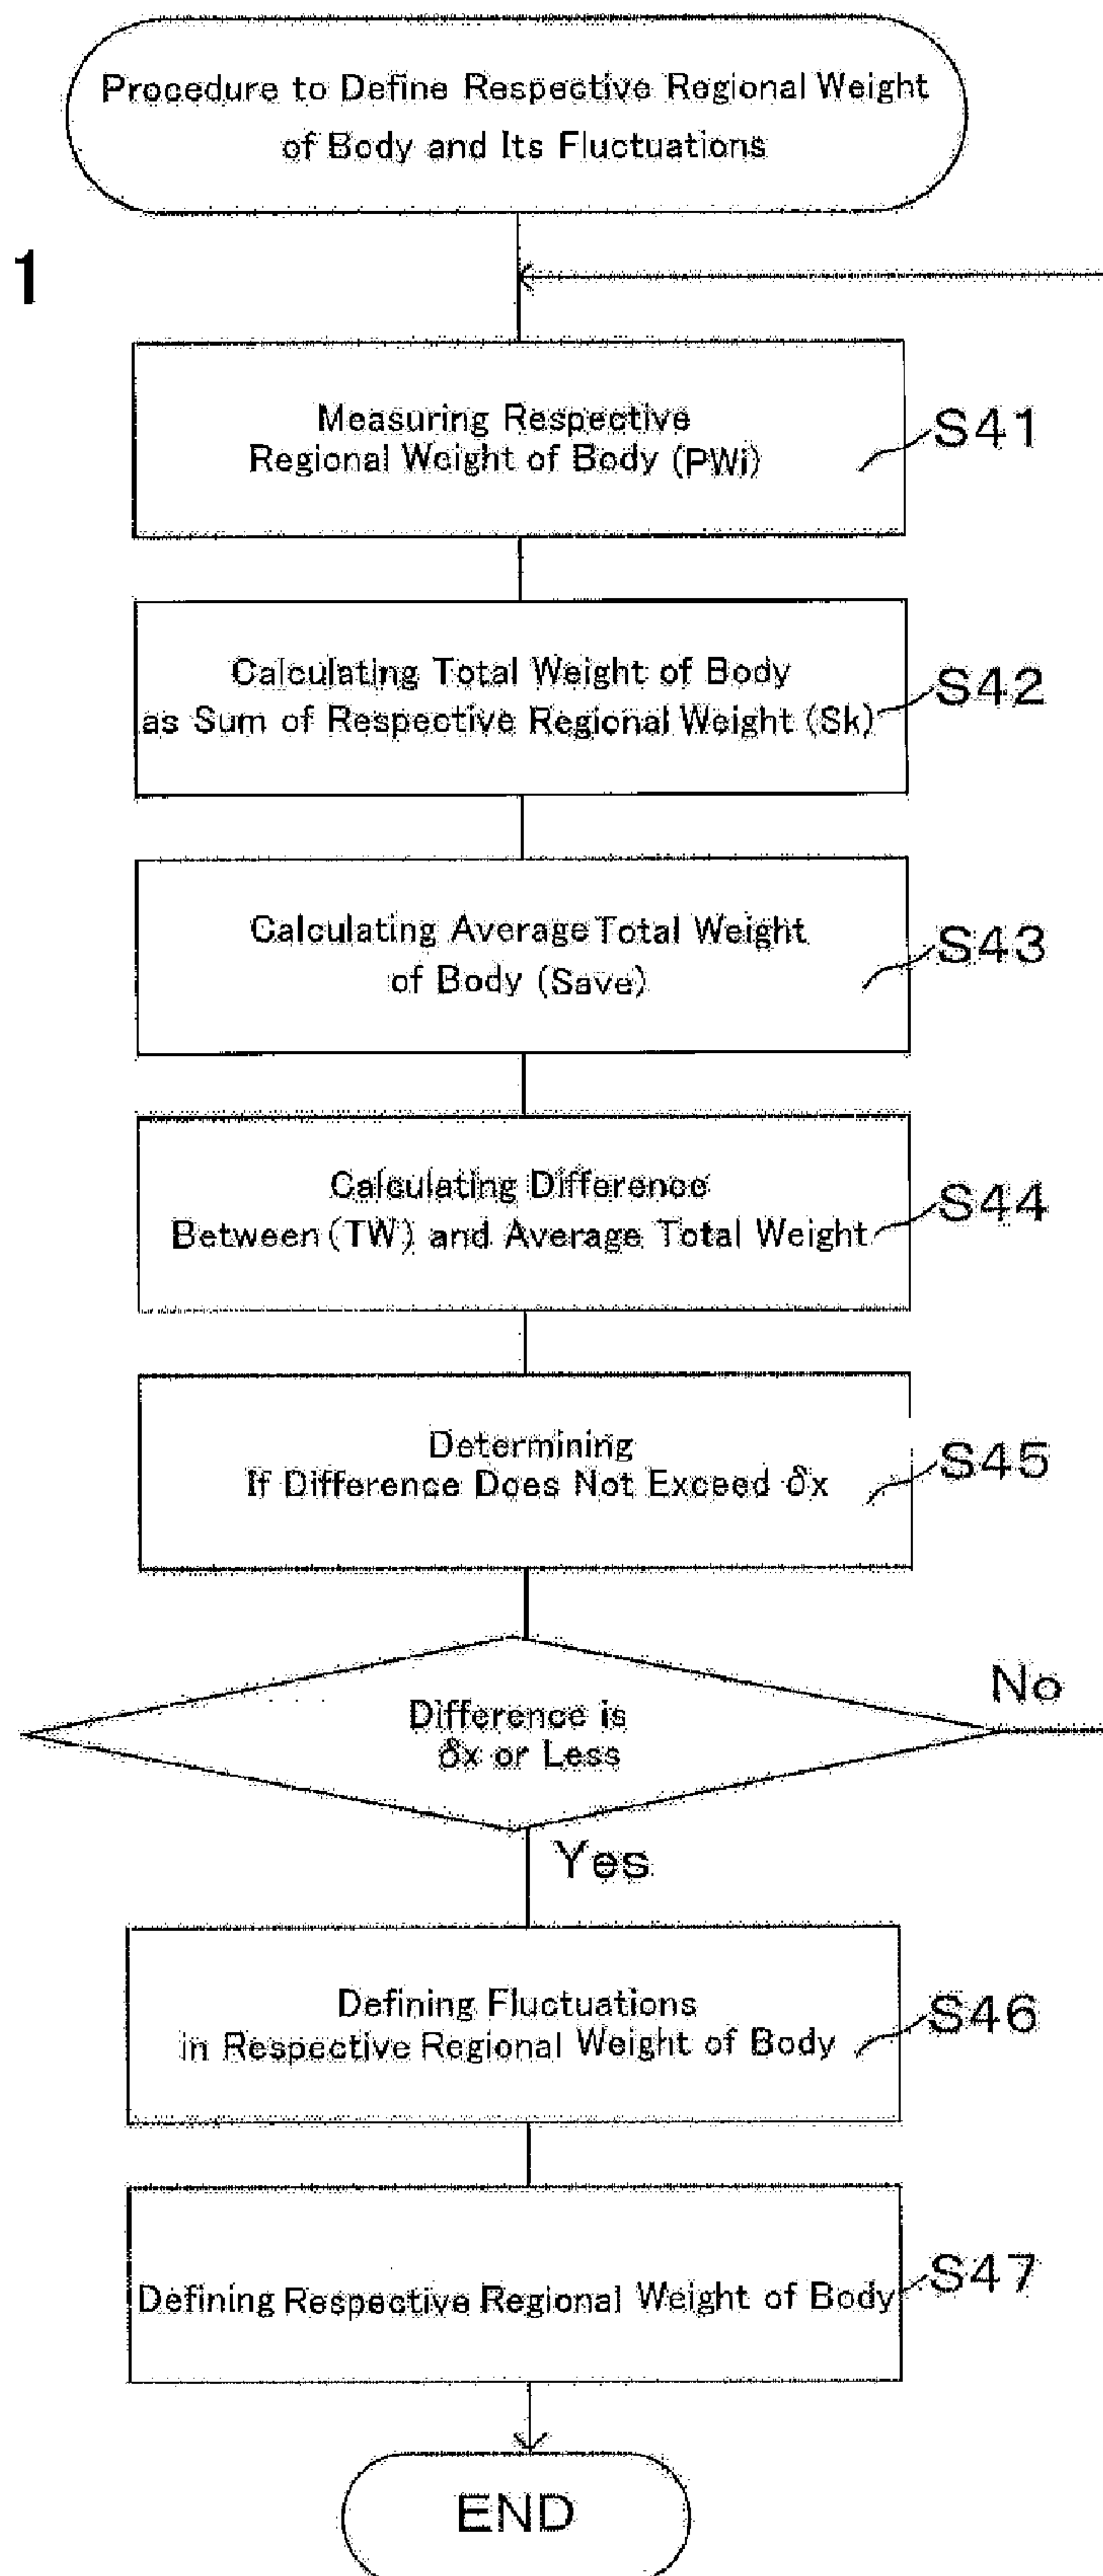 Procedure to Define Respective Regional Weight
of Body and Its Fluctuations
1
Measuring Respective
Regional Weight of Body (PWi)
S41
Calculating Total Weight of Body
as Sum of Respective Regional Weight (Sk)
S42
Calculating Average Total Weight
of Body (Save)
S43
Calculating Difference
Between (TW) and Average Total Weight
S44
Determining
If Difference Does Not Exceed δx
S45
Difference is
δx or Less
No
Yes
Defining Fluctuations
in Respective Regional Weight of Body
S46
Defining Respective Regional Weight of Body
S47
END